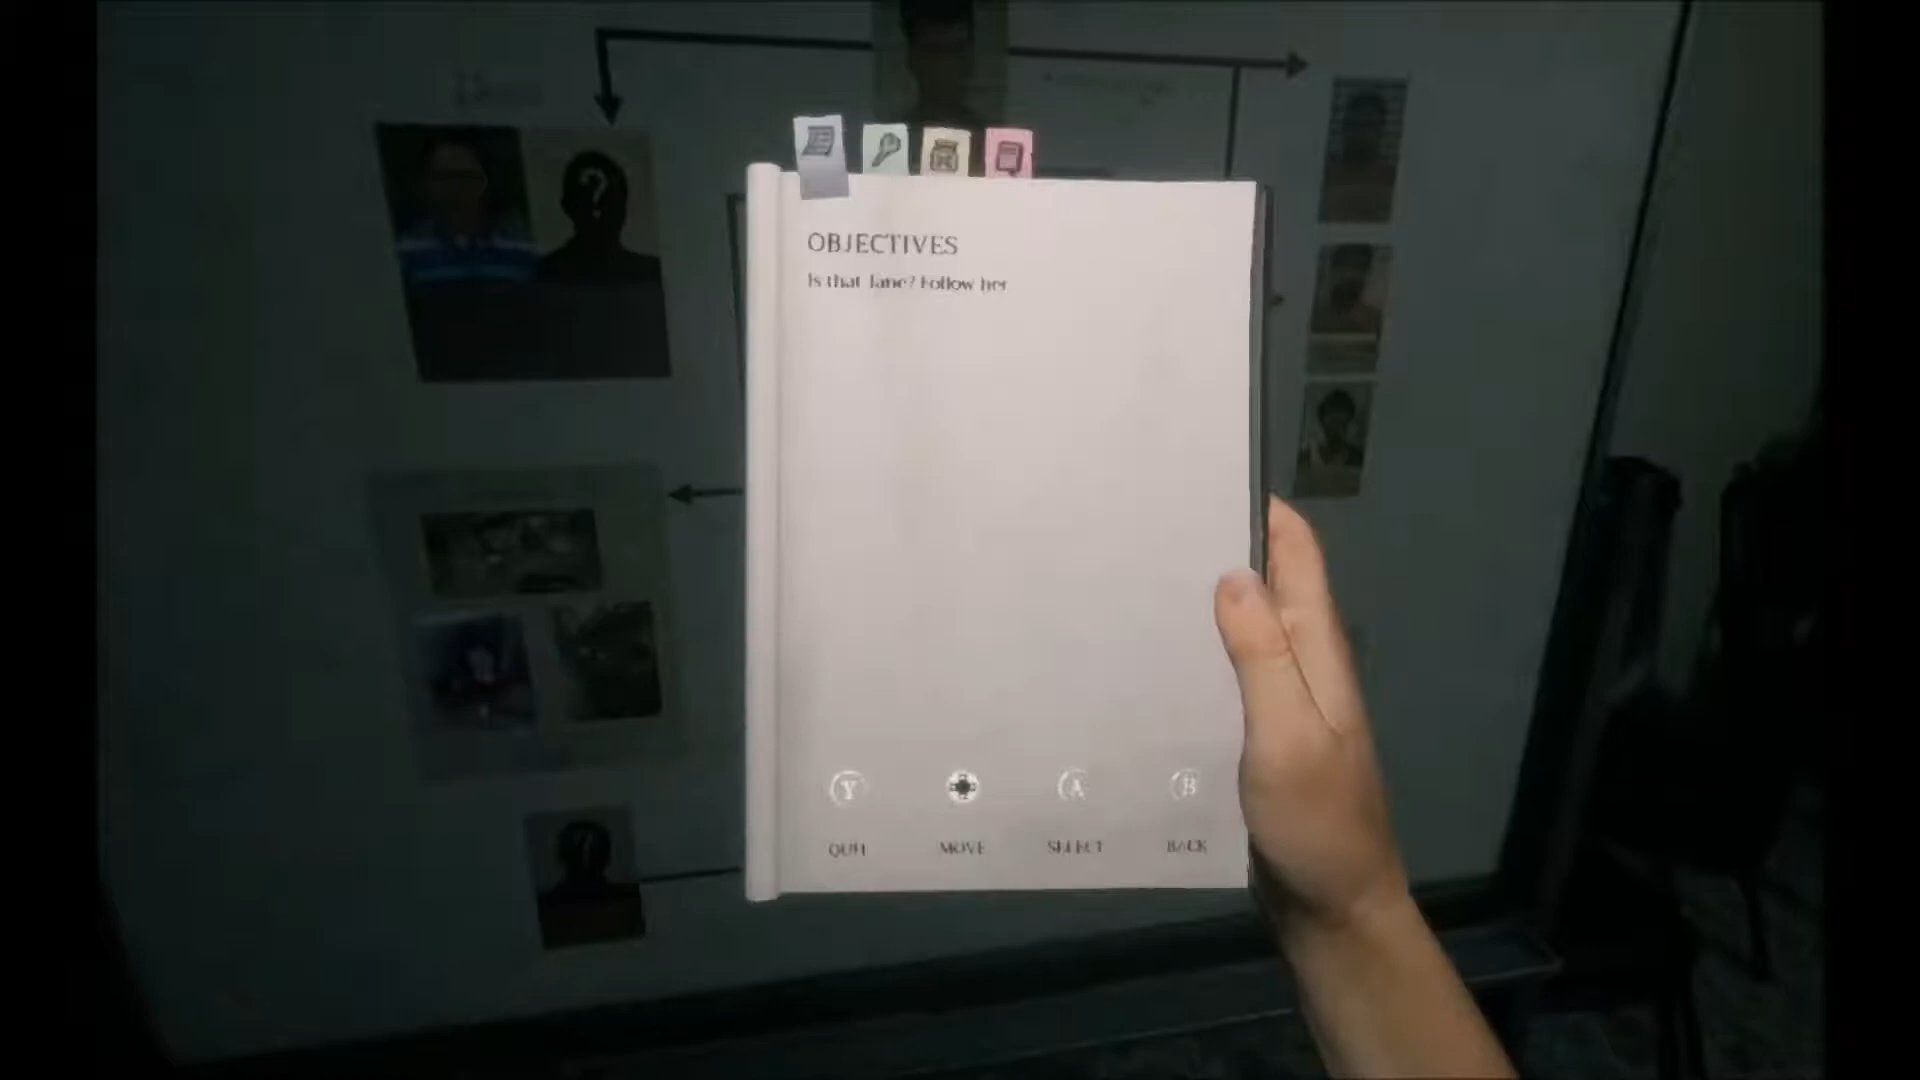 OBJECTIVES
Is that Jane? Follow her
Y
A
B
QUIT
MOVE
SELECT
BACK
?
?